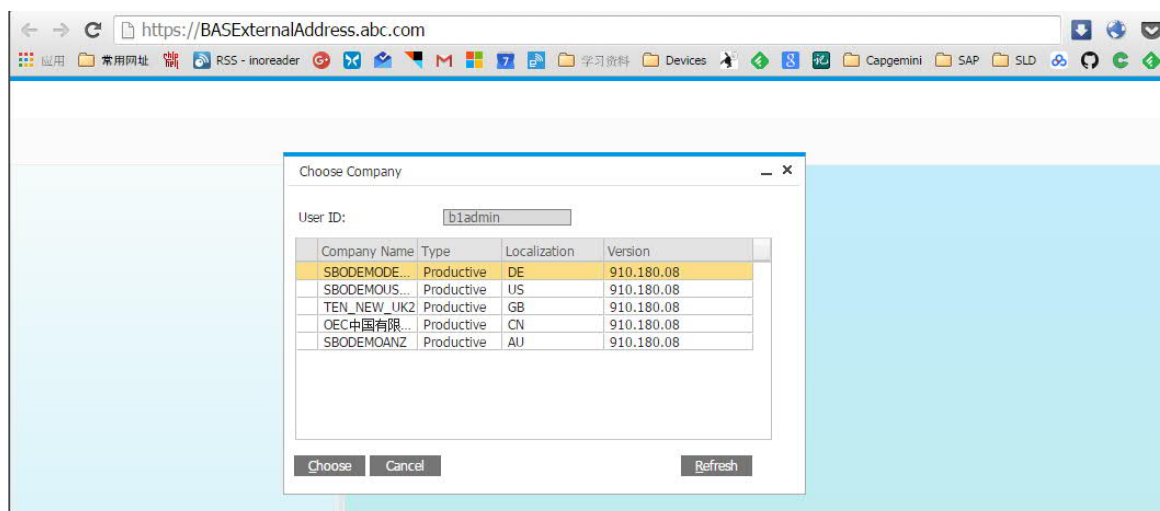 https://BASExternalAddress.abc.com
应用 常用网址 RSS - inoreader G+ M 7 学习资料 Devices 8 Capgemini SAP SLD
Choose Company
User ID: b1admin
Company Name Type Localization Version
SBODEMODE... Productive DE 910.180.08
SBODEMOUS... Productive US 910.180.08
TEN_NEW_UK2 Productive GB 910.180.08
OEC中国有限... Productive CN 910.180.08
SBODEMOANZ Productive AU 910.180.08
Choose Cancel Refresh